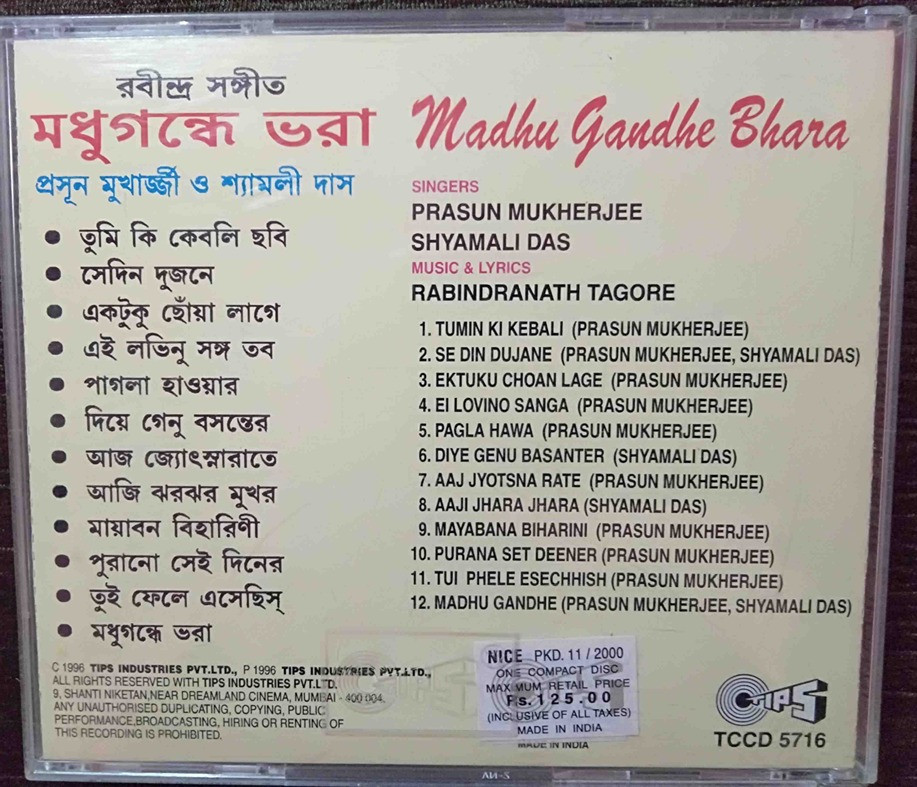 রবীন্দ্র সঙ্গীত
মধুগন্ধে ভরা
প্রসূন মুখার্জ্জী ও শ্যামলী দাস
• তুমি কি কেবলি ছবি
• সেদিন দুজনে
• একটুকু ছোঁয়া লাগে
• এই লভিনু সঙ্গ তব
• পাগলা হাওয়ার
• দিয়ে গেনু বসন্তের
• আজ জ্যোৎস্নারাতে
• আজি ঝরঝর মুখর
• মায়াবন বিহারিণী
• পুরানো সেই দিনের
• তুই ফেলে এসেছিস্
• মধুগন্ধে ভরা
Madhu Gandhe Bhara
SINGERS
PRASUN MUKHERJEE
SHYAMALI DAS
MUSIC & LYRICS
RABINDRANATH TAGORE
1. TUMIN KI KEBALI (PRASUN MUKHERJEE)
2. SE DIN DUJANE (PRASUN MUKHERJEE, SHYAMALI DAS)
3. EKTUKU CHOAN LAGE (PRASUN MUKHERJEE)
4. EI LOVINO SANGA (PRASUN MUKHERJEE)
5. PAGLA HAWA (PRASUN MUKHERJEE)
6. DIYE GENU BASANTER (SHYAMALI DAS)
7. AAJ JYOTSNA RATE (PRASUN MUKHERJEE)
8. AAJI JHARA JHARA (SHYAMALI DAS)
9. MAYABANA BIHARINI (PRASUN MUKHERJEE)
10. PURANA SET DEENER (PRASUN MUKHERJEE)
11. TUI PHELE ESECHHISH (PRASUN MUKHERJEE)
12. MADHU GANDHE (PRASUN MUKHERJEE, SHYAMALI DAS)
C 1996 TIPS INDUSTRIES PVT.LTD., P 1996 TIPS INDUSTRIES PVT.LTD.,
ALL RIGHTS RESERVED WITH TIPS INDUSTRIES PVT.LTD.
9, SHANTI NIKETAN,NEAR DREAMLAND CINEMA, MUMBAI - 400 004.
ANY UNAUTHORISED DUPLICATING, COPYING, PUBLIC
PERFORMANCE,BROADCASTING, HIRING OR RENTING OF
THIS RECORDING IS PROHIBITED.
NICE PKD. 11/2000
ONE COMPACT DISC
MAXIMUM RETAIL PRICE
Rs.125.00
(INCLUSIVE OF ALL TAXES)
MADE IN INDIA
MADE IN INDIA
TIPS
TCCD 5716